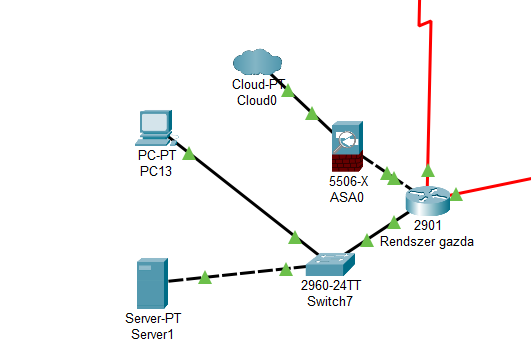 Cloud-PT
Cloud0
PC-PT
PC13
5506-X
ASA0
2901
Rendszer gazda
2960-24TT
Switch7
Server-PT
Server1